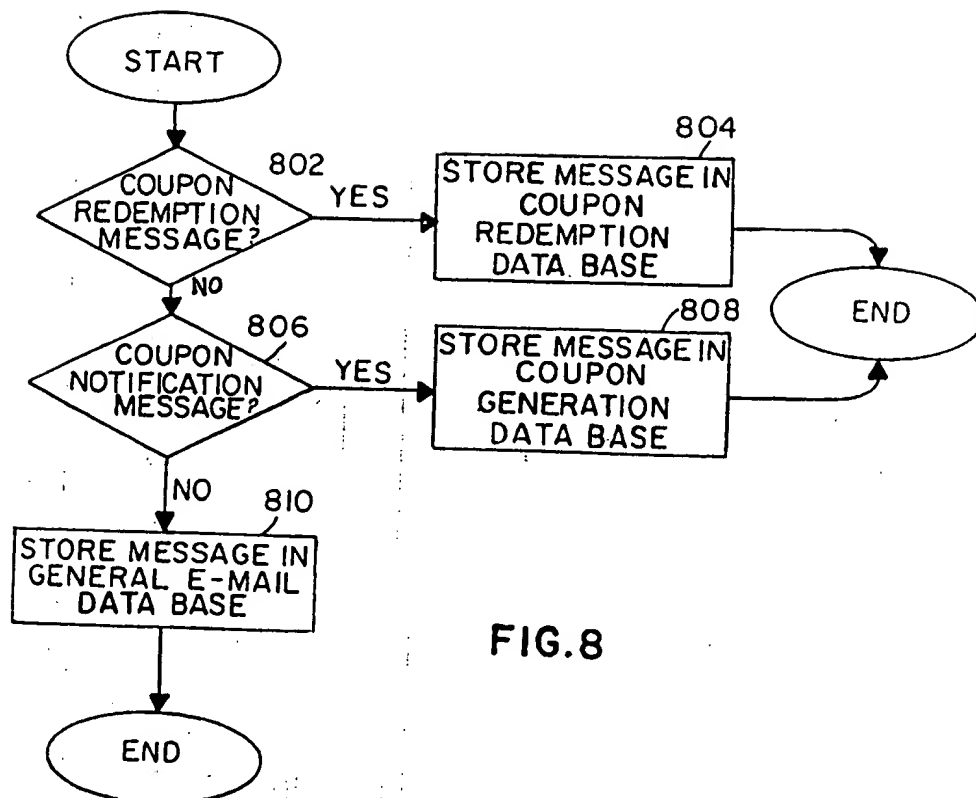 START
802
COUPON
REDEMPTION
MESSAGE?
YES
804
STORE MESSAGE IN
COUPON
REDEMPTION
DATA BASE
NO
END
806
COUPON
NOTIFICATION
MESSAGE?
YES
808
STORE MESSAGE IN
COUPON
GENERATION
DATA BASE
NO
810
STORE MESSAGE IN
GENERAL E-MAIL
DATA BASE
FIG.8
END